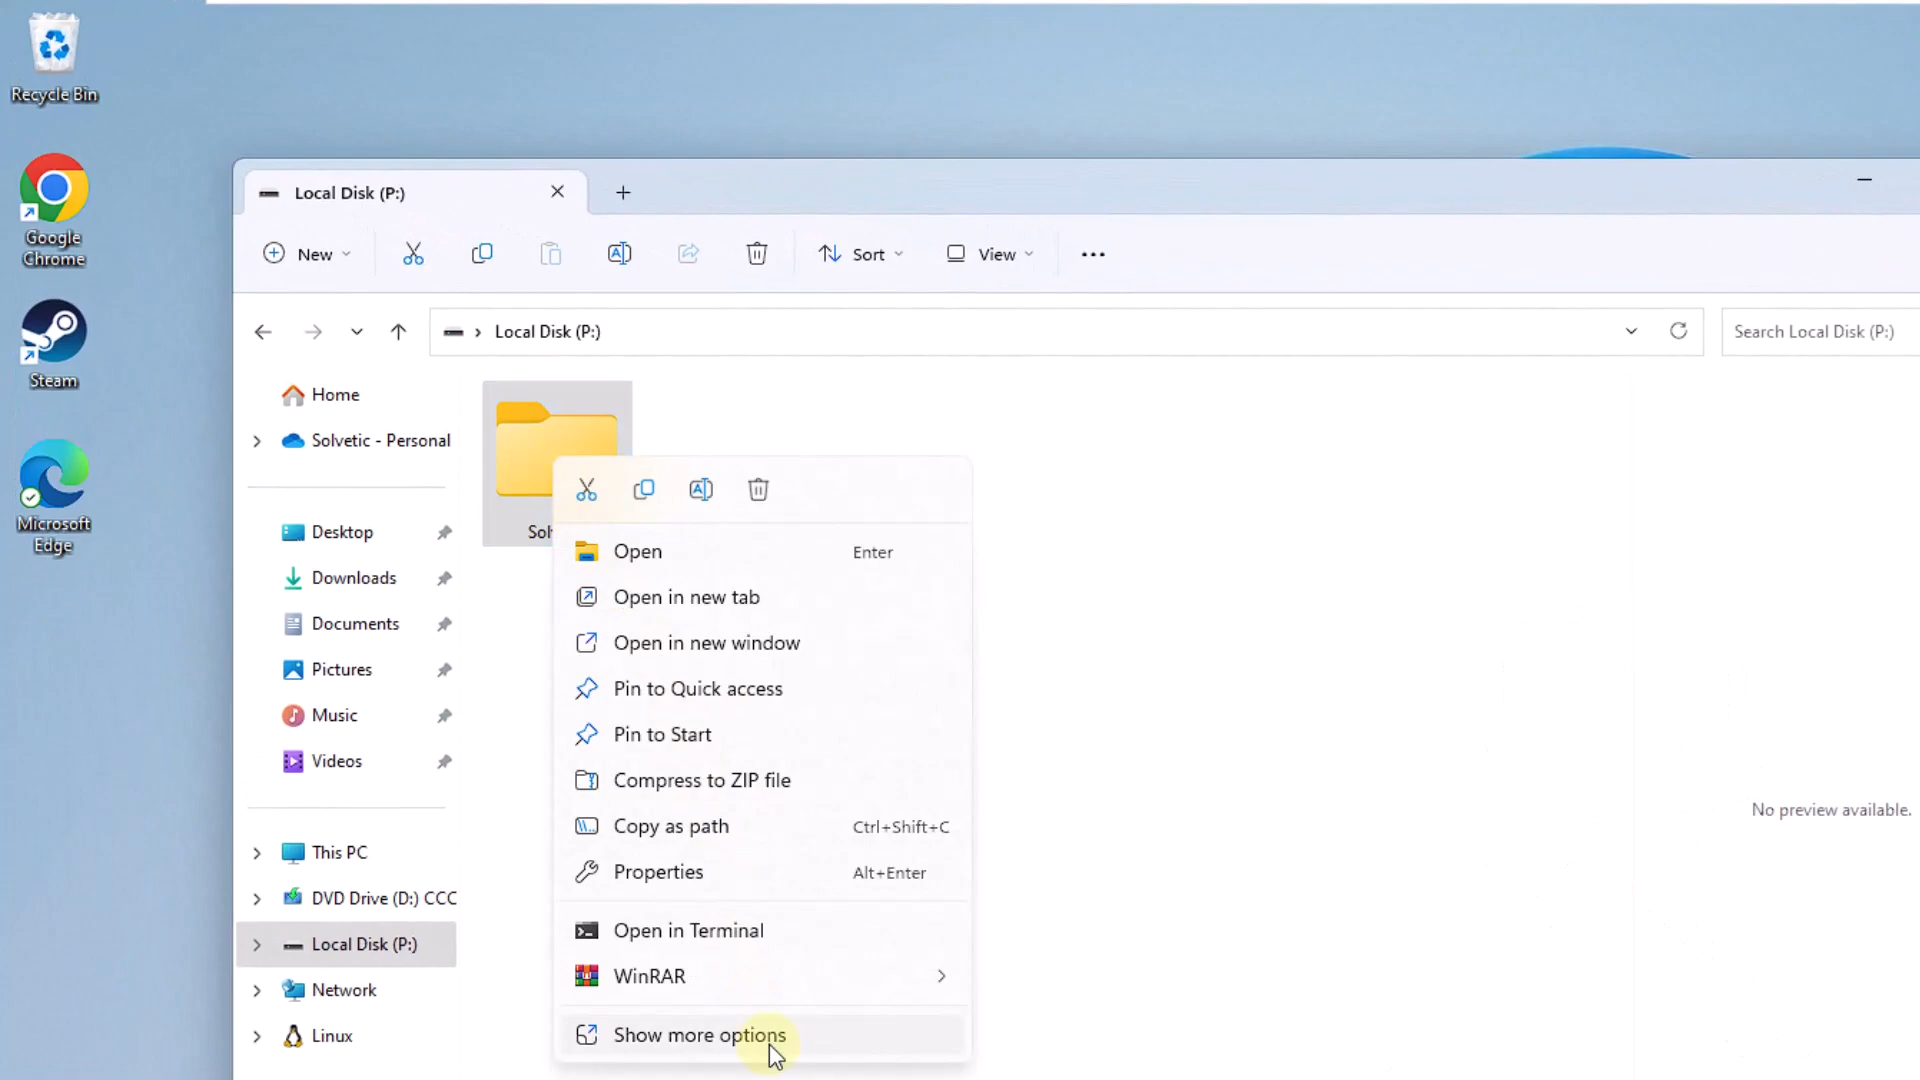 Recycle Bin
Google
Chrome
Steam
Microsoft
Edge
Local Disk (P:)
New
Sort
View
Local Disk (P:)
Search Local Disk (P:)
Home
Solvetic - Personal
Desktop
Downloads
Documents
Pictures
Music
Videos
This PC
DVD Drive (D:) CCC
Local Disk (P:)
Network
Linux
Open Enter
Open in new tab
Open in new window
Pin to Quick access
Pin to Start
Compress to ZIP file
Copy as path Ctrl+Shift+C
Properties Alt+Enter
Open in Terminal
WinRAR
Show more options
No preview available.